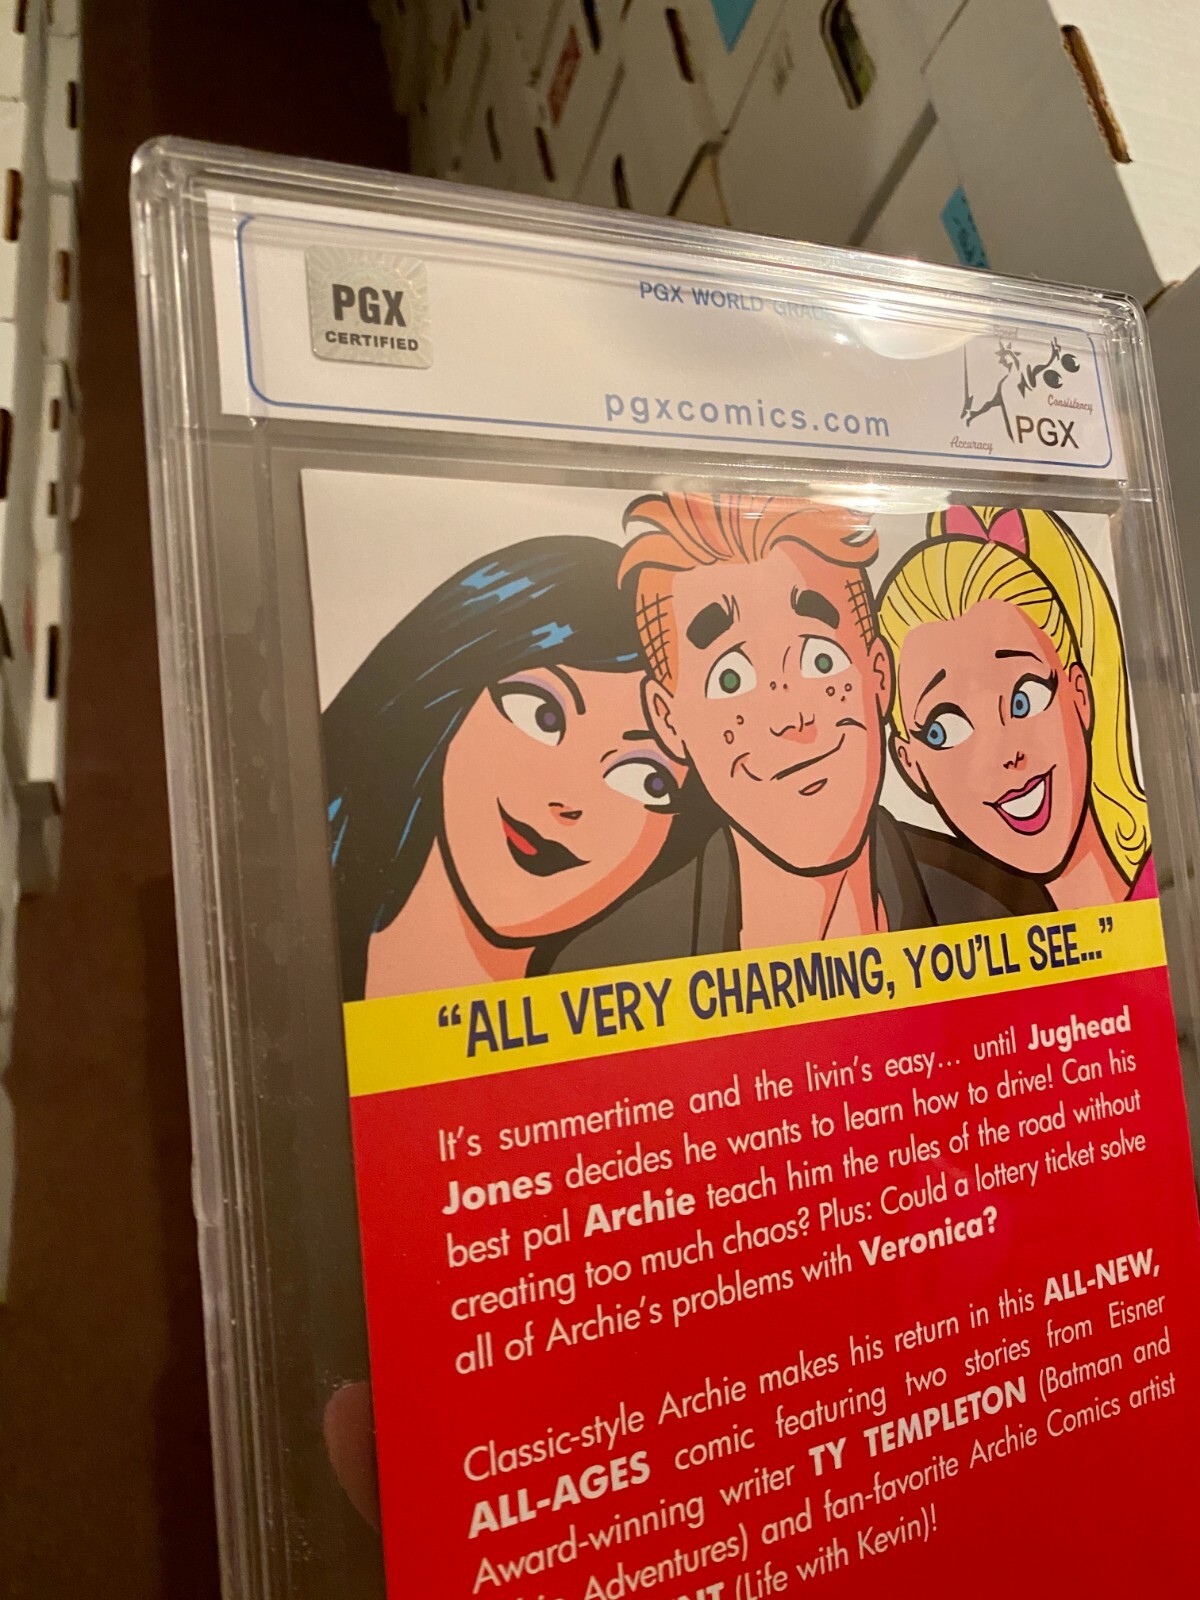 PGX
CERTIFIED
PGX WORLD
pgxcomics.com
Consistency
Accuracy
PGX
“ALL VERY CHARMING, YOU’LL SEE...”
It’s summertime and the livin’s easy... until Jughead
Jones decides he wants to learn how to drive! Can his
best pal Archie teach him the rules of the road without
creating too much chaos? Plus: Could a lottery ticket solve
all of Archie’s problems with Veronica?
Classic-style Archie makes his return in this ALL-NEW,
ALL-AGES comic featuring two stories from Eisner
Award-winning writer TY TEMPLETON (Batman and
Adventures) and fan-favorite Archie Comics artist
(Life with Kevin)!